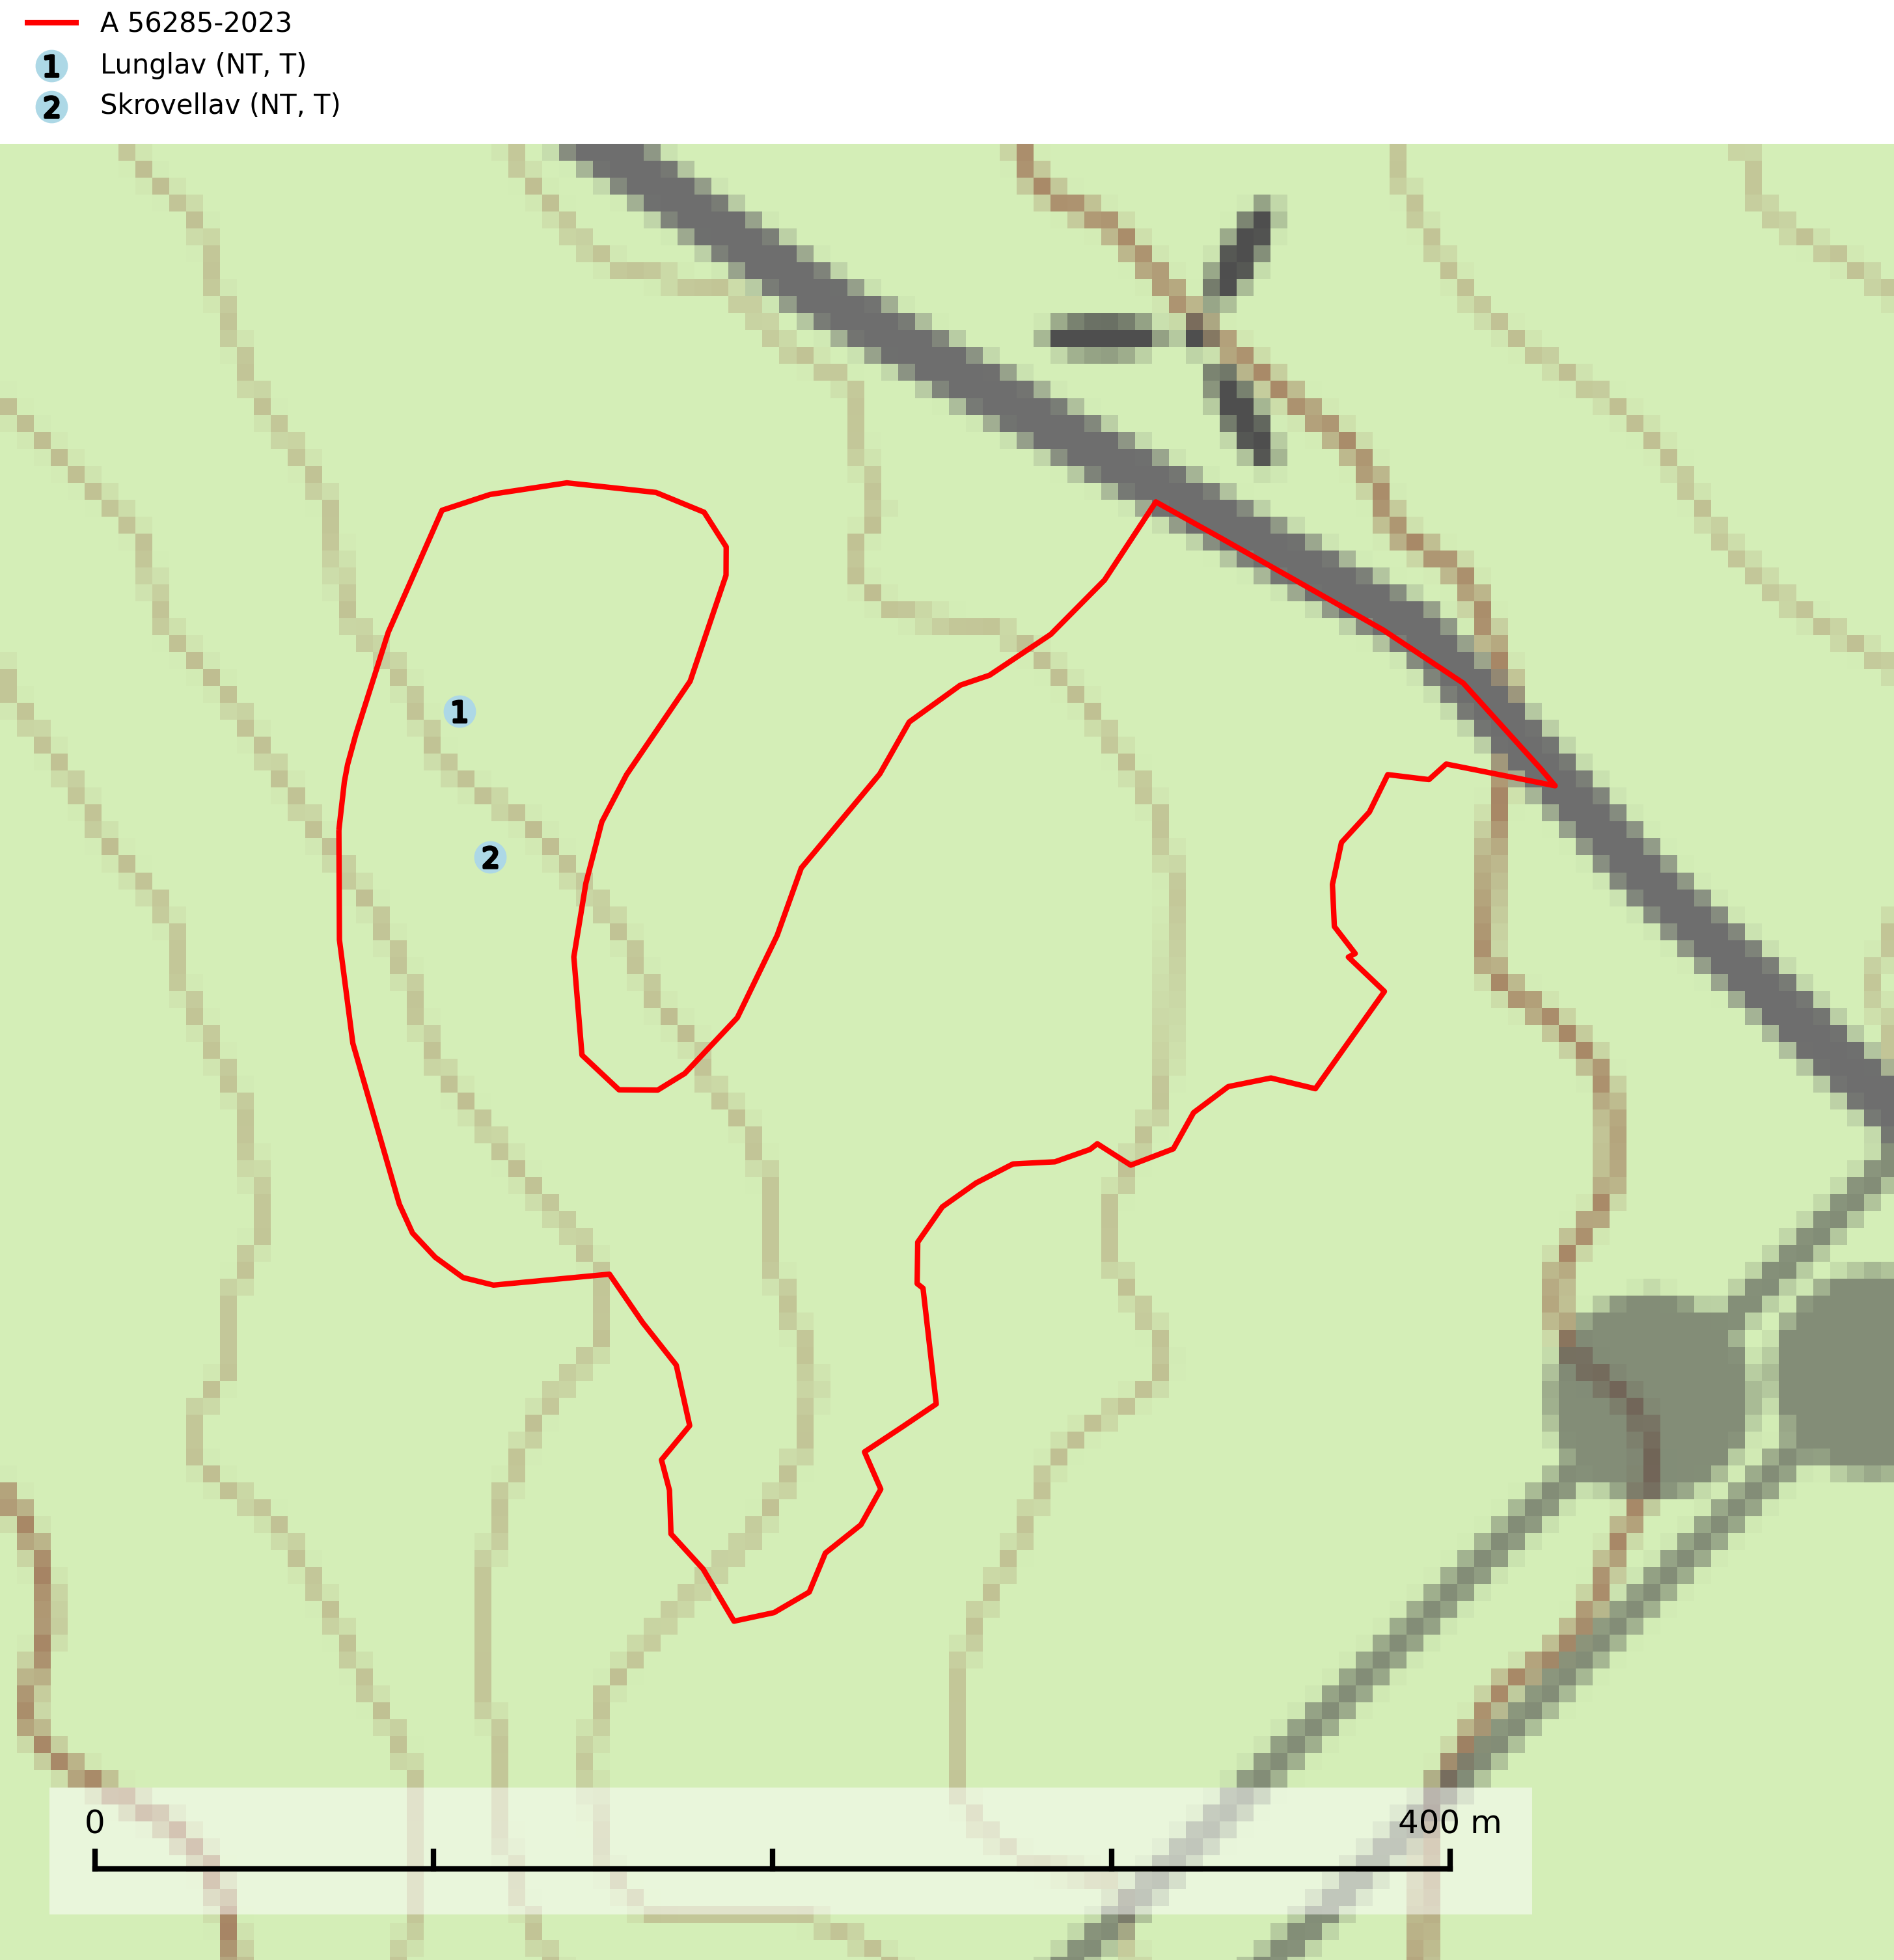 A 56285-2023
1 Lunglav (NT, T)
2 Skrovellav (NT, T)
1
2
0 400 m